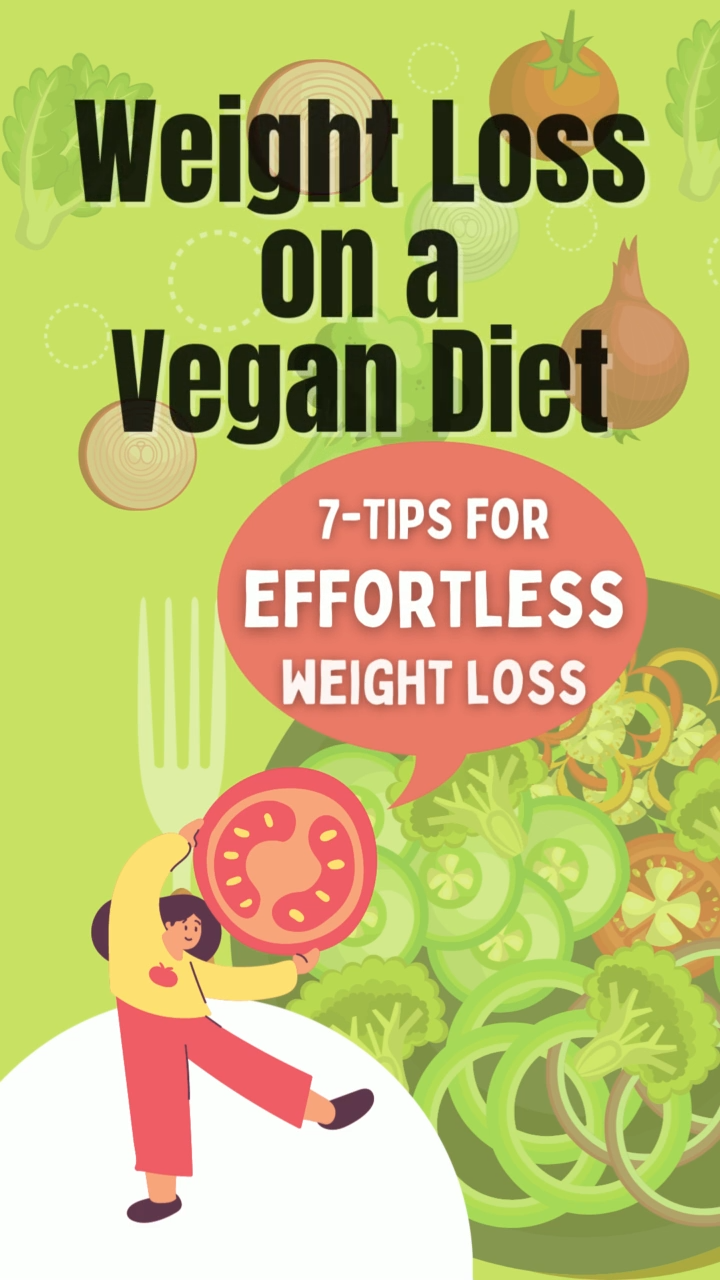 Weight Loss
on a
Vegan Diet
7-TIPS FOR
EFFORTLESS
WEIGHT LOSS